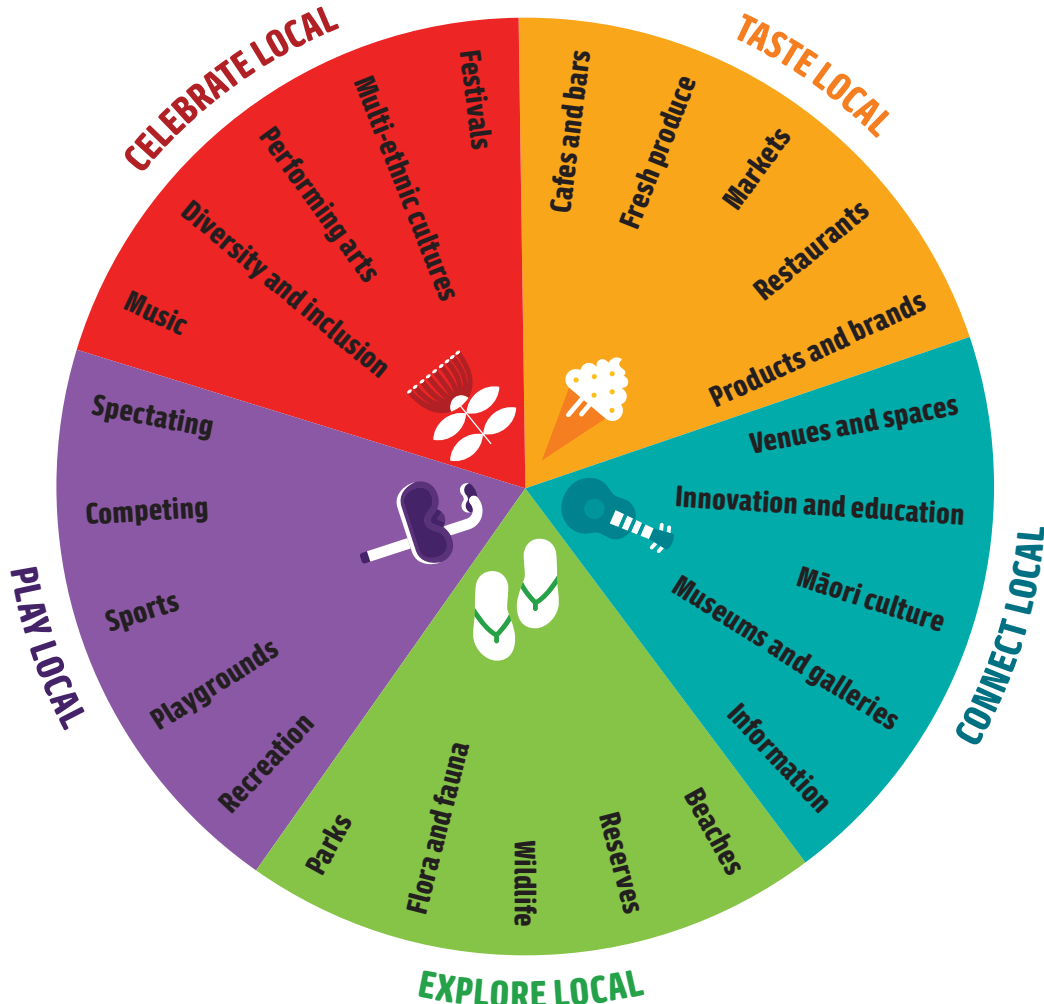 CELEBRATE LOCAL
Music
Diversity and inclusion
Performing arts
Multi-ethnic cultures
Festivals
TASTE LOCAL
Cafes and bars
Fresh produce
Markets
Restaurants
Products and brands
CONNECT LOCAL
Venues and spaces
Innovation and education
Māori culture
Museums and galleries
Information
EXPLORE LOCAL
Beaches
Reserves
Wildlife
Flora and fauna
Parks
PLAY LOCAL
Recreation
Playgrounds
Sports
Competing
Spectating